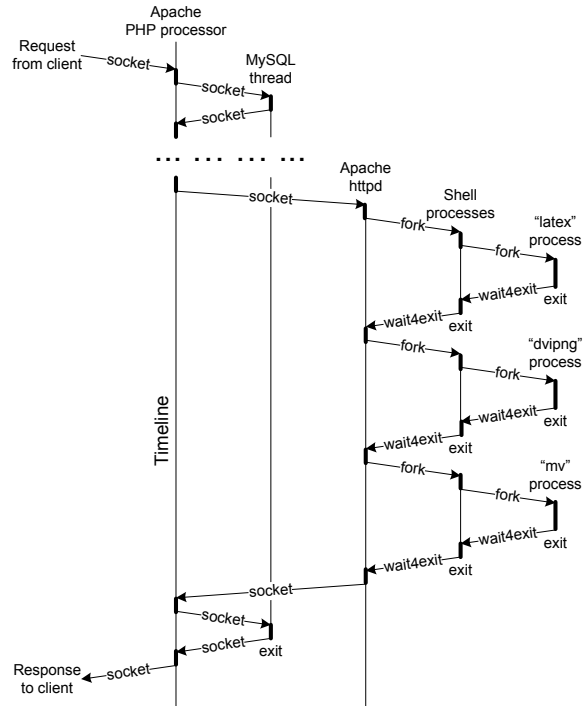 Apache
PHP processor
Request
from client
socket
MySQL
thread
socket
socket
... ... ... ...
Apache
httpd
socket
Shell
processes
fork
"latex"
process
fork
wait4exit
exit
wait4exit
exit
fork
"dvipng"
process
fork
wait4exit
exit
wait4exit
exit
Timeline
fork
"mv"
process
fork
wait4exit
exit
wait4exit
exit
socket
socket
socket
exit
Response
to client
socket